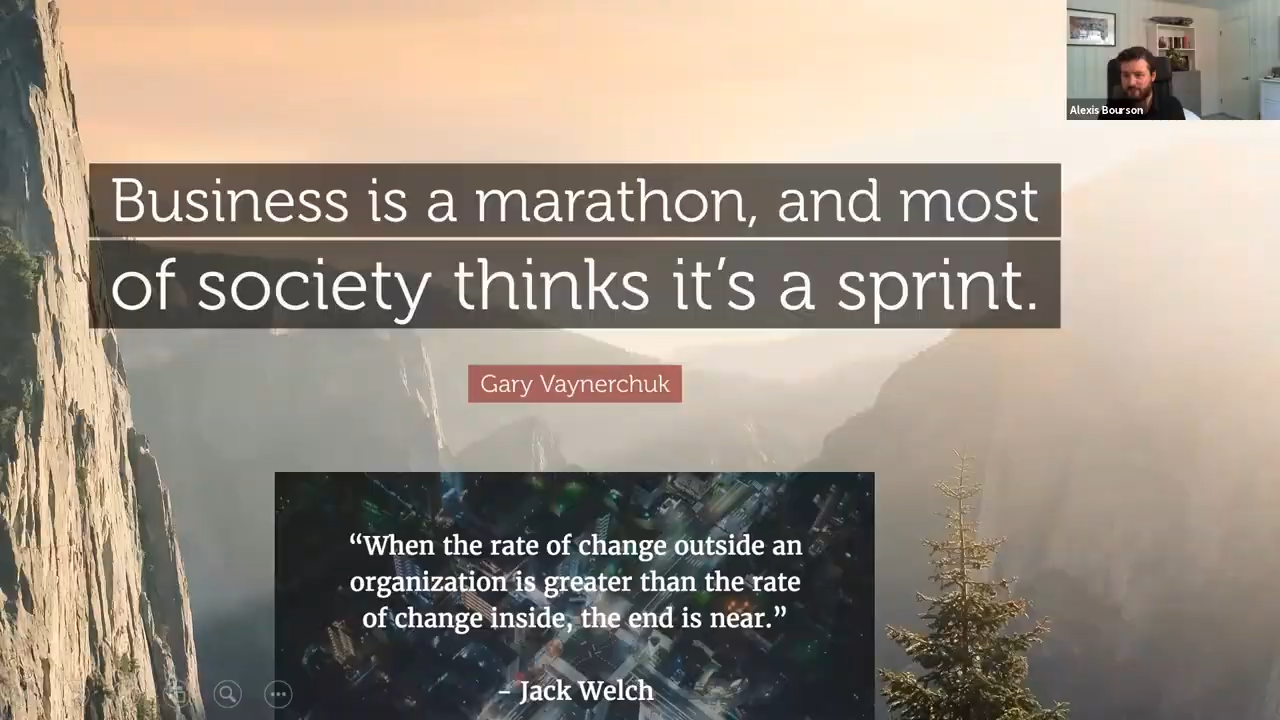 Alexis Bourson
Business is a marathon, and most
of society thinks it’s a sprint.
Gary Vaynerchuk
“When the rate of change outside an
organization is greater than the rate
of change inside, the end is near.”
– Jack Welch